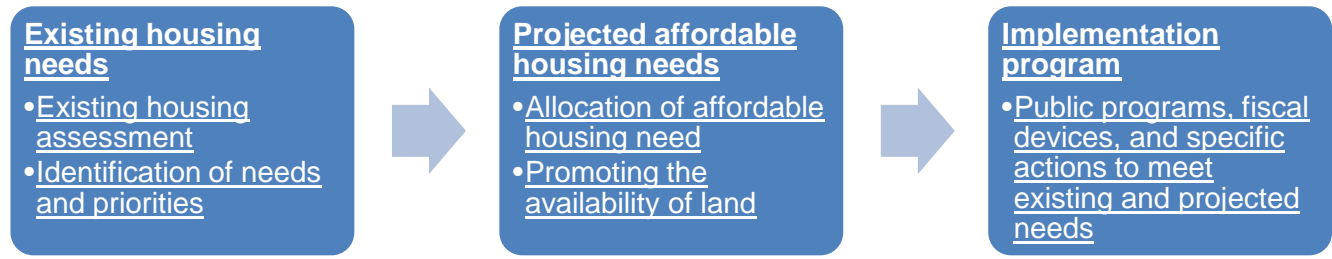 Existing housing
needs
•Existing housing
assessment
•Identification of needs
and priorities
Projected affordable
housing needs
•Allocation of affordable
housing need
•Promoting the
availability of land
Implementation
program
•Public programs, fiscal
devices, and specific
actions to meet
existing and projected
needs